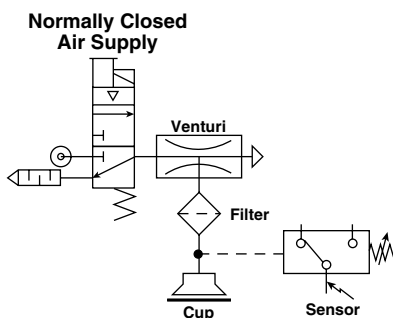 Normally Closed
Air Supply
Venturi
Filter
Cup
Sensor